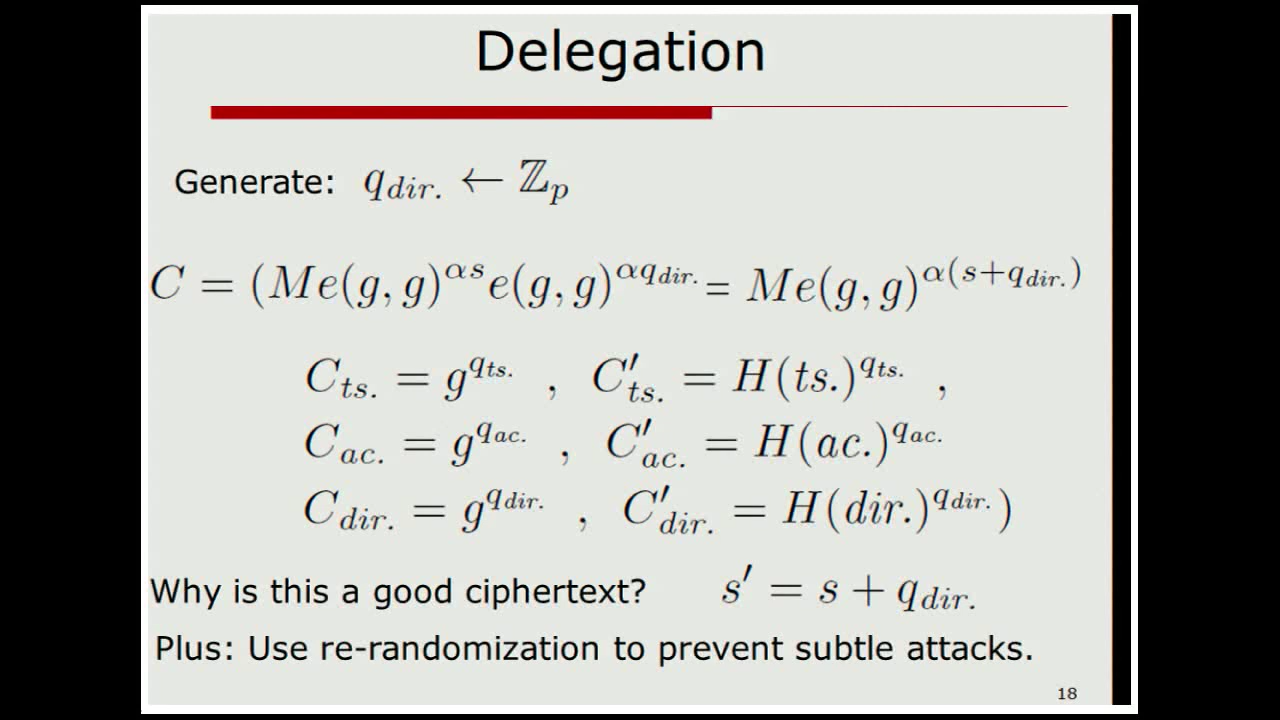 Delegation
Generate: q_{dir.} ← ℤ_p
C = (Me(g, g)^{αs}e(g, g)^{αq_{dir.}} = Me(g, g)^{α(s+q_{dir.})}
C_{ts.} = g^{q_{ts.}} , C'_{ts.} = H(ts.)^{q_{ts.}} ,
C_{ac.} = g^{q_{ac.}} , C'_{ac.} = H(ac.)^{q_{ac.}}
C_{dir.} = g^{q_{dir.}} , C'_{dir.} = H(dir.)^{q_{dir.}})
Why is this a good ciphertext? s' = s + q_{dir.}
Plus: Use re-randomization to prevent subtle attacks.
18